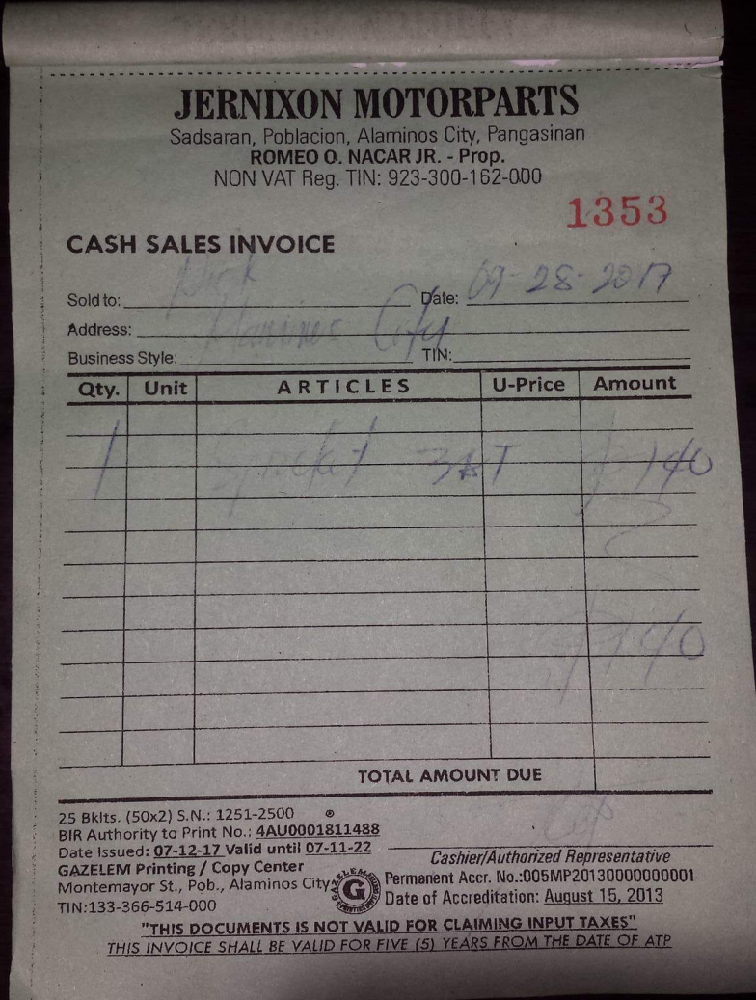 JERNIXON MOTORPARTS
Sadsaran, Poblacion, Alaminos City, Pangasinan
ROMEO O. NACAR JR. - Prop.
NON VAT Reg. TIN: 923-300-162-000
1353
CASH SALES INVOICE
Sold to: Date: 09-28-2017
Address: Alaminos City
Business Style: TIN:
Qty. Unit ARTICLES U-Price Amount
1 Sprocket 34T ₱140
₱140
TOTAL AMOUNT DUE
25 Bklts. (50x2) S.N.: 1251-2500
BIR Authority to Print No.: 4AU0001811488
Date Issued: 07-12-17 Valid until 07-11-22
GAZELEM Printing / Copy Center
Montemayor St., Pob., Alaminos City
TIN:133-366-514-000
G
Cashier/Authorized Representative
Permanent Accr. No.:005MP20130000000001
Date of Accreditation: August 15, 2013
"THIS DOCUMENTS IS NOT VALID FOR CLAIMING INPUT TAXES"
THIS INVOICE SHALL BE VALID FOR FIVE (5) YEARS FROM THE DATE OF ATP